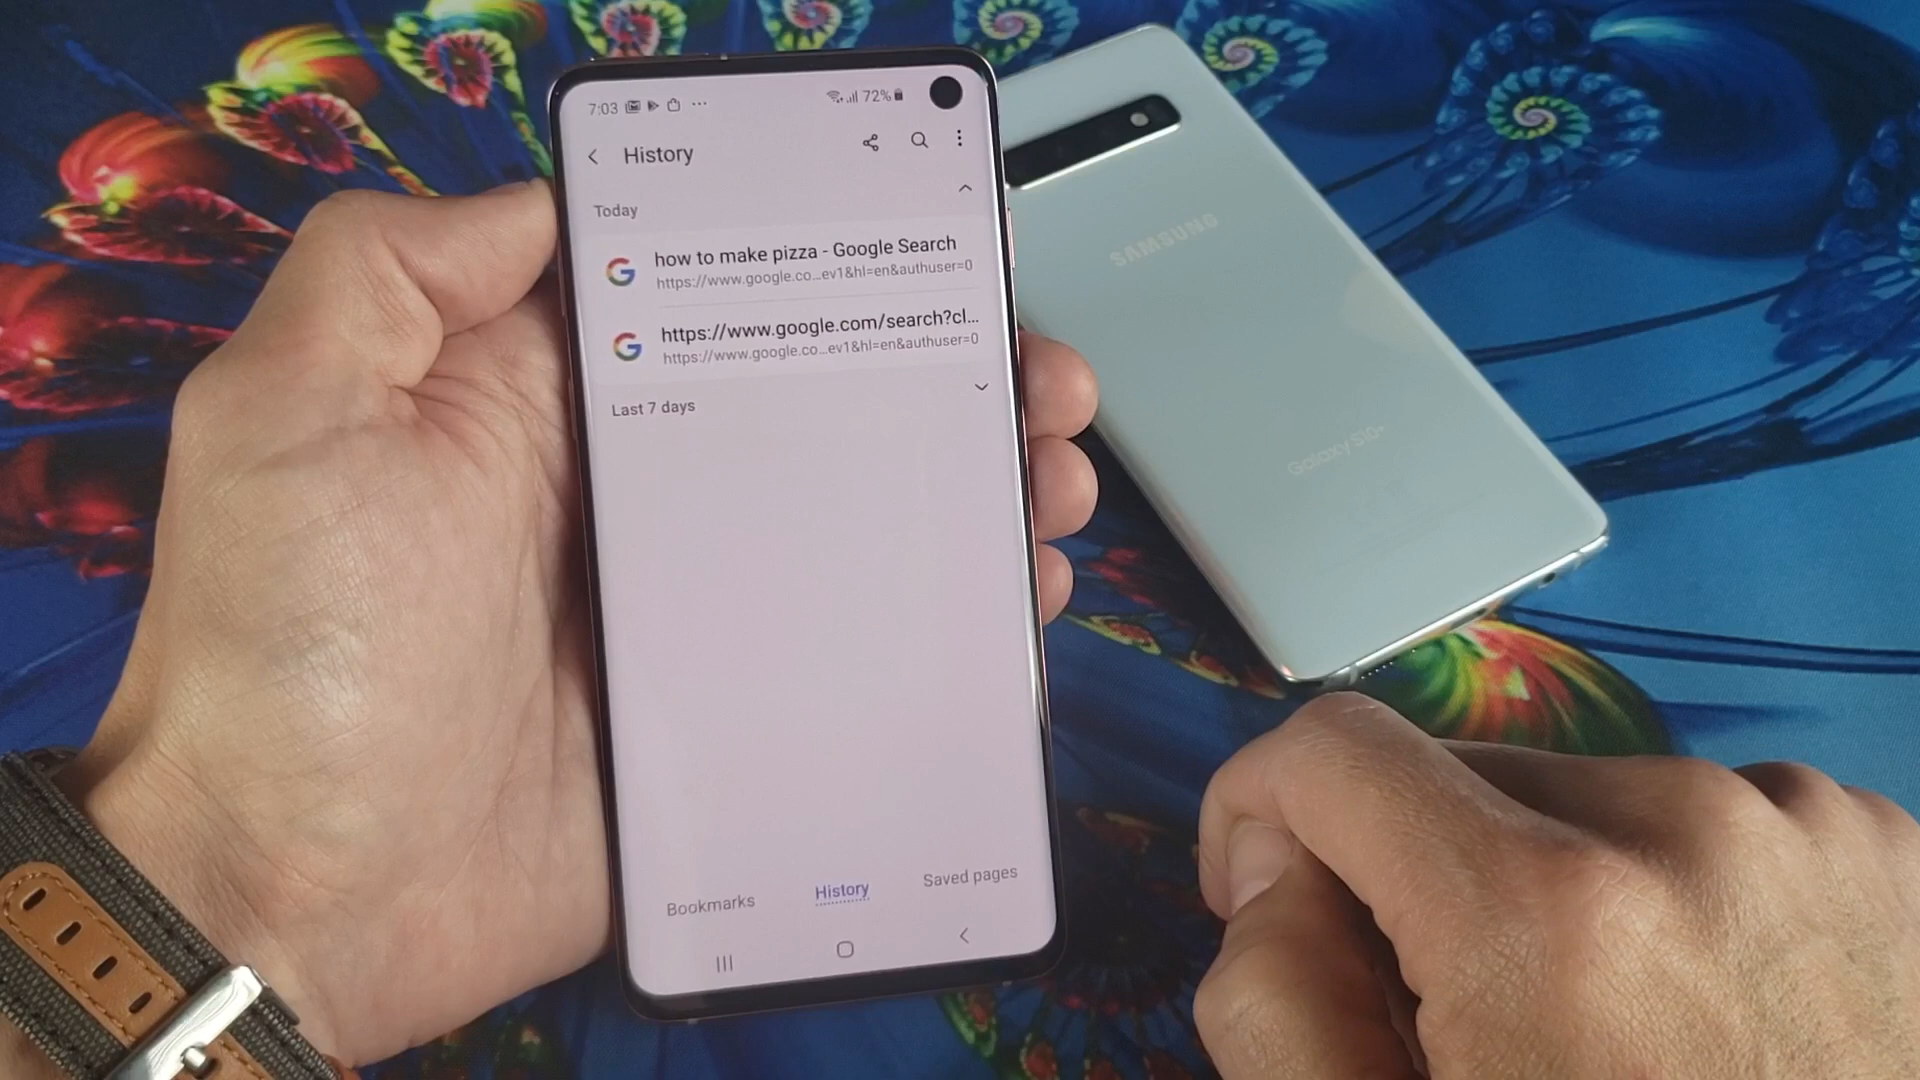 7:03
72%
History
Today
how to make pizza - Google Search
https://www.google.co...ev1&hl=en&authuser=0
https://www.google.com/search?cl...
https://www.google.co...ev1&hl=en&authuser=0
Last 7 days
Bookmarks
History
Saved pages
SAMSUNG
Galaxy S10+